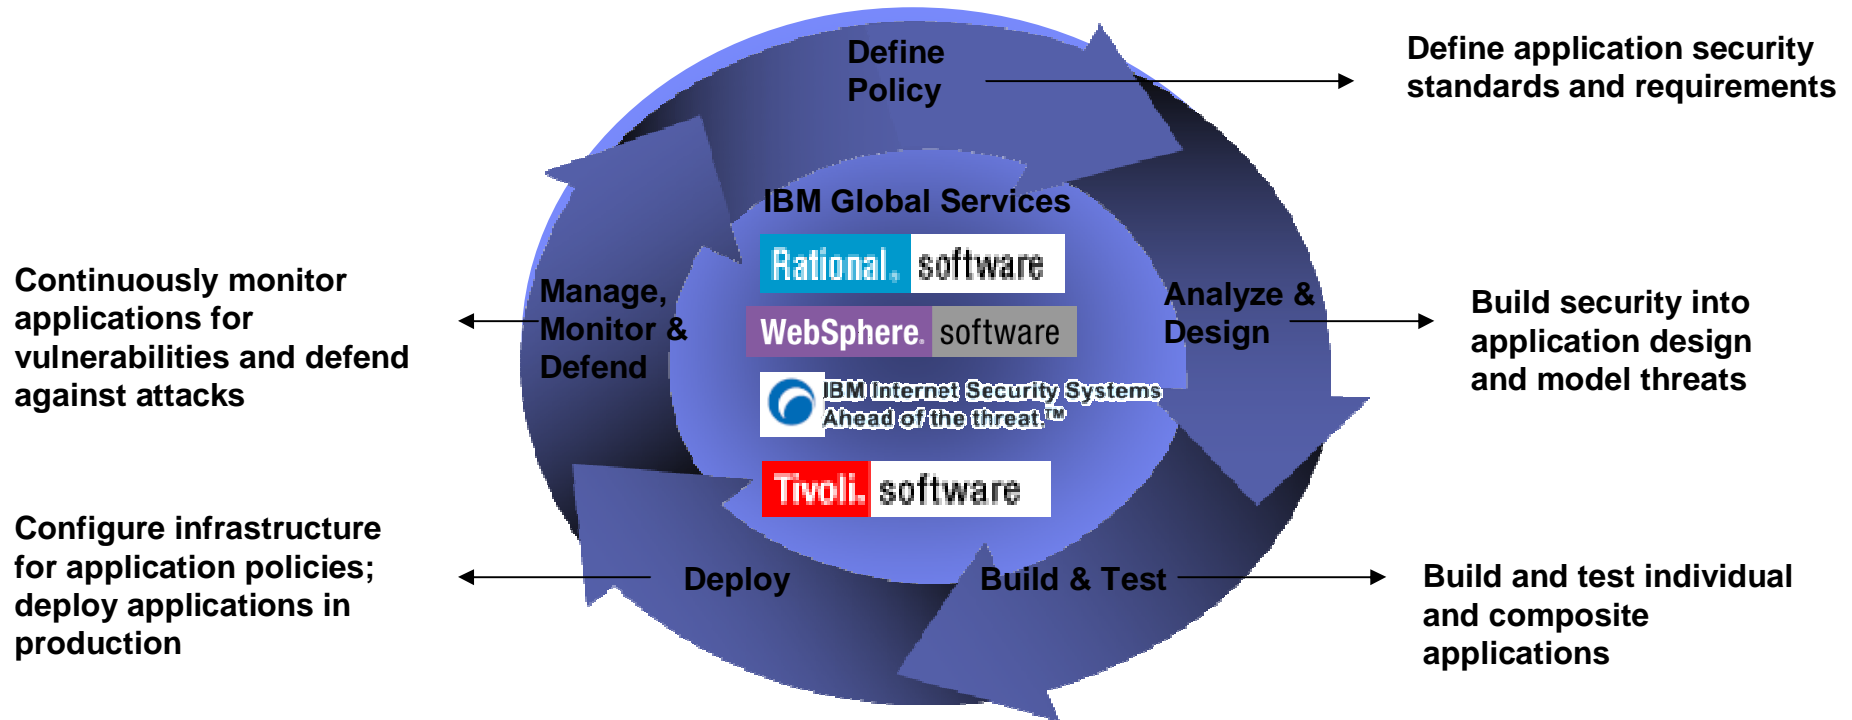 Define
Policy
Define application security
standards and requirements
IBM Global Services
Rational® software
WebSphere® software
IBM Internet Security Systems
Ahead of the threat.™
Tivoli® software
Analyze &
Design
Build security into
application design
and model threats
Build & Test
Build and test individual
and composite
applications
Deploy
Configure infrastructure
for application policies;
deploy applications in
production
Manage,
Monitor &
Defend
Continuously monitor
applications for
vulnerabilities and defend
against attacks